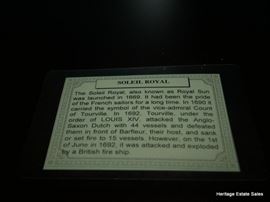 SOLEIL ROYAL
The Soleil Royal, also known as Royal Sun
was launched in 1669. It had been the pride
of the French sailors for a long time. In 1690 it
carried the symbol of the vice-admiral Count
of Tourville. In 1692, Tourville, under the
order of LOUIS XIV, attacked the Anglo-
Saxon Dutch with 44 vessels and defeated
them in front of Barfleur, their host, and sank
or set fire to 15 vessels. However, on the 1st
of June in 1692, it was attacked and exploded
by a British fire ship.
Heritage Estate Sales